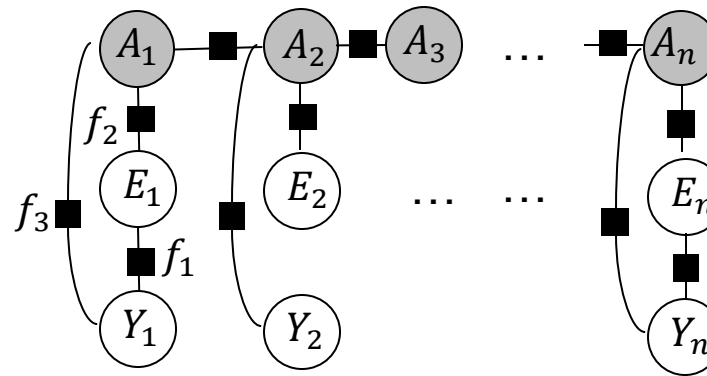 A₁ A₂ A₃ ... Aₙ
f₂
E₁ E₂ ... ... Eₙ
f₃
f₁
Y₁ Y₂ Yₙ